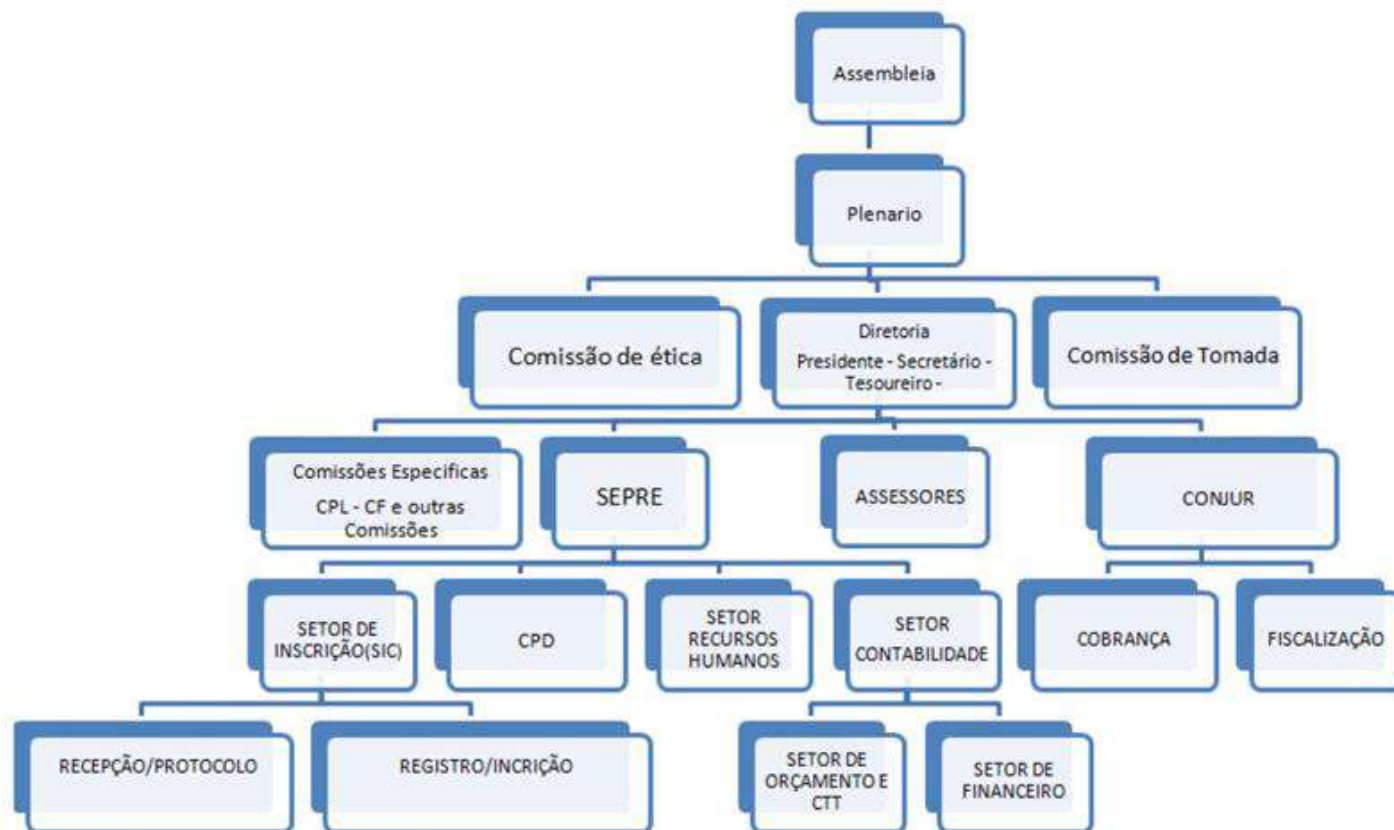 Assembleia
Plenario
Comissão de ética
Diretoria
Presidente - Secretário -
Tesoureiro -
Comissão de Tomada
Comissões Especificas
CPL - CF e outras
Comissões
SEPRE
ASSESSORES
CONJUR
SETOR DE
INSCRIÇÃO(SIC)
CPD
SETOR
RECURSOS
HUMANOS
SETOR
CONTABILIDADE
COBRANÇA
FISCALIZAÇÃO
RECEPÇÃO/PROTOCOLO
REGISTRO/INCRIÇÃO
SETOR DE
ORÇAMENTO E
CTT
SETOR DE
FINANCEIRO